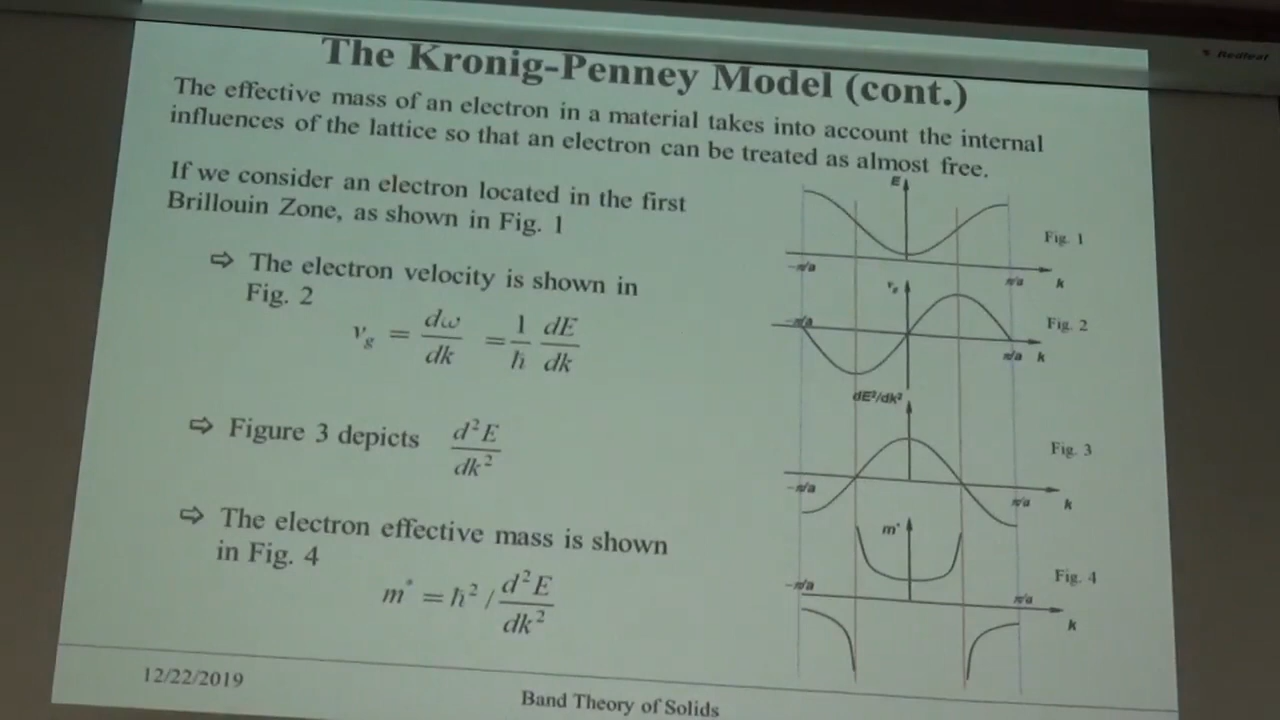 Redleaf
The Kronig-Penney Model (cont.)
The effective mass of an electron in a material takes into account the internal
influences of the lattice so that an electron can be treated as almost free.
If we consider an electron located in the first
Brillouin Zone, as shown in Fig. 1
⇨ The electron velocity is shown in
Fig. 2
v_g = dω/dk = 1/ħ dE/dk
⇨ Figure 3 depicts d²E/dk²
⇨ The electron effective mass is shown
in Fig. 4
m* = ħ² / d²E/dk²
E
Fig. 1
-π/a
π/a
k
v_g
-π/a
Fig. 2
π/a k
dE²/dk²
Fig. 3
-π/a
π/a
k
m*
Fig. 4
-π/a
π/a
k
12/22/2019
Band Theory of Solids